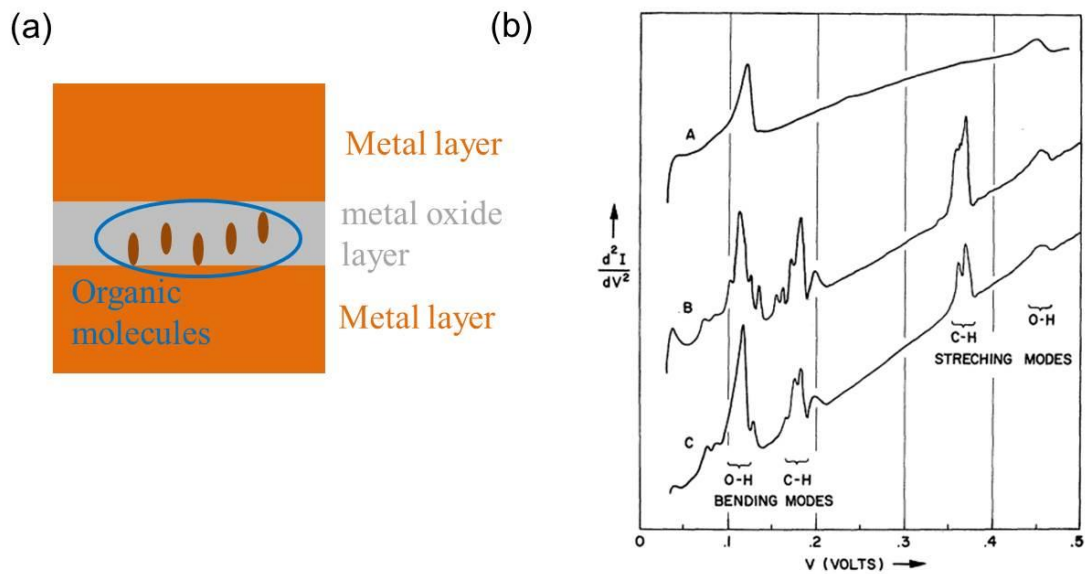 (a)
Metal layer
metal oxide
layer
Organic
molecules
Metal layer
(b)
d²I
dV²
A
B
C
O-H
C-H
BENDING MODES
C-H
O-H
STRECHING MODES
0
.1
.2
.3
.4
.5
V (VOLTS)